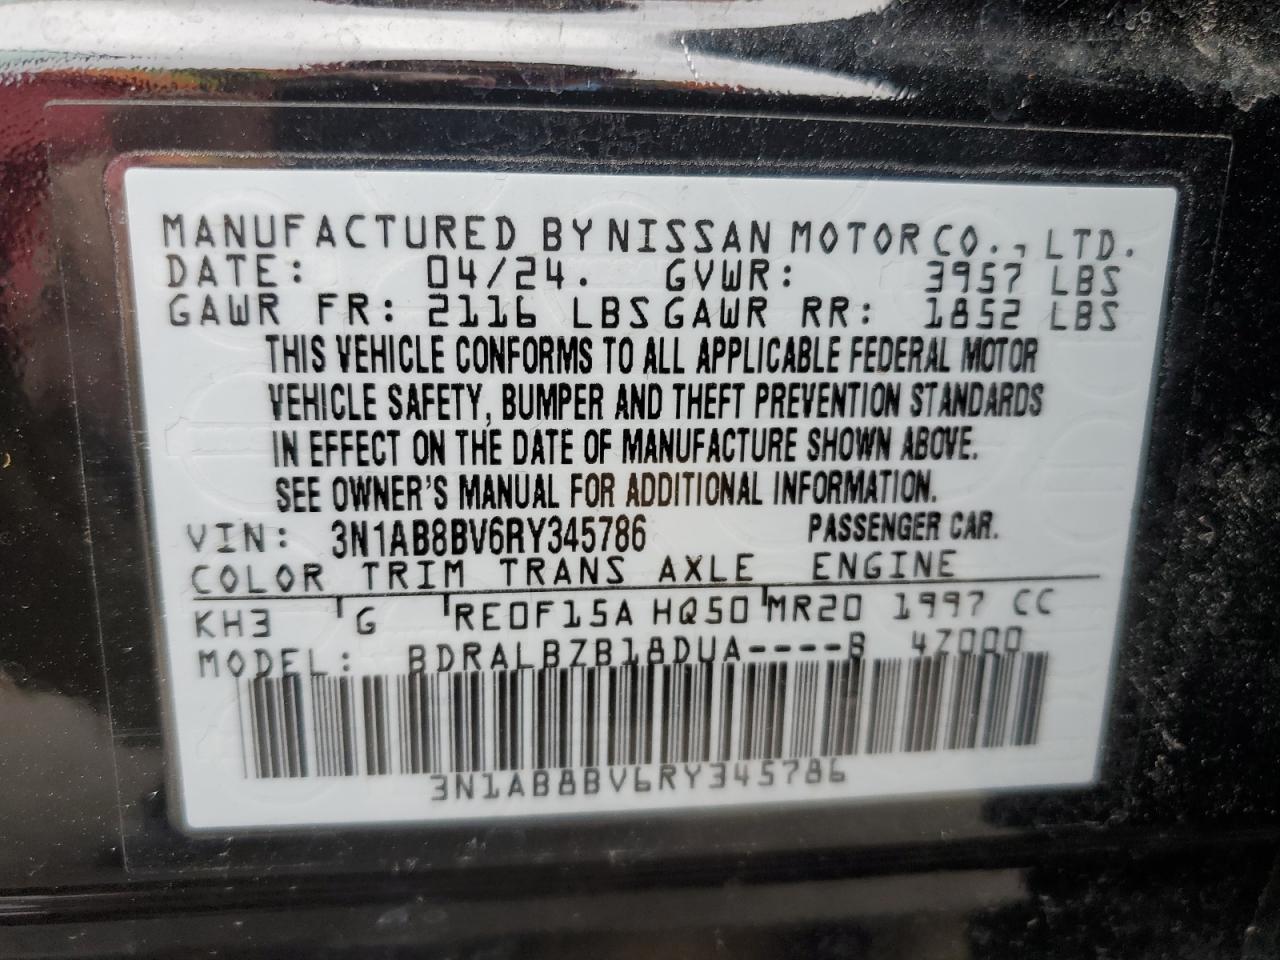 MANUFACTURED BY NISSAN MOTOR CO., LTD.
DATE: 04/24. GVWR: 3957 LBS
GAWR FR: 2116 LBS GAWR RR: 1852 LBS
THIS VEHICLE CONFORMS TO ALL APPLICABLE FEDERAL MOTOR
VEHICLE SAFETY, BUMPER AND THEFT PREVENTION STANDARDS
IN EFFECT ON THE DATE OF MANUFACTURE SHOWN ABOVE.
SEE OWNER'S MANUAL FOR ADDITIONAL INFORMATION.
VIN: 3N1AB8BV6RY345786 PASSENGER CAR.
COLOR TRIM TRANS AXLE ENGINE
KH3 G RE0F15A HQ50 MR20 1997 CC
MODEL: BDRALBZB18DUA----B 4Z000
3N1AB8BV6RY345786